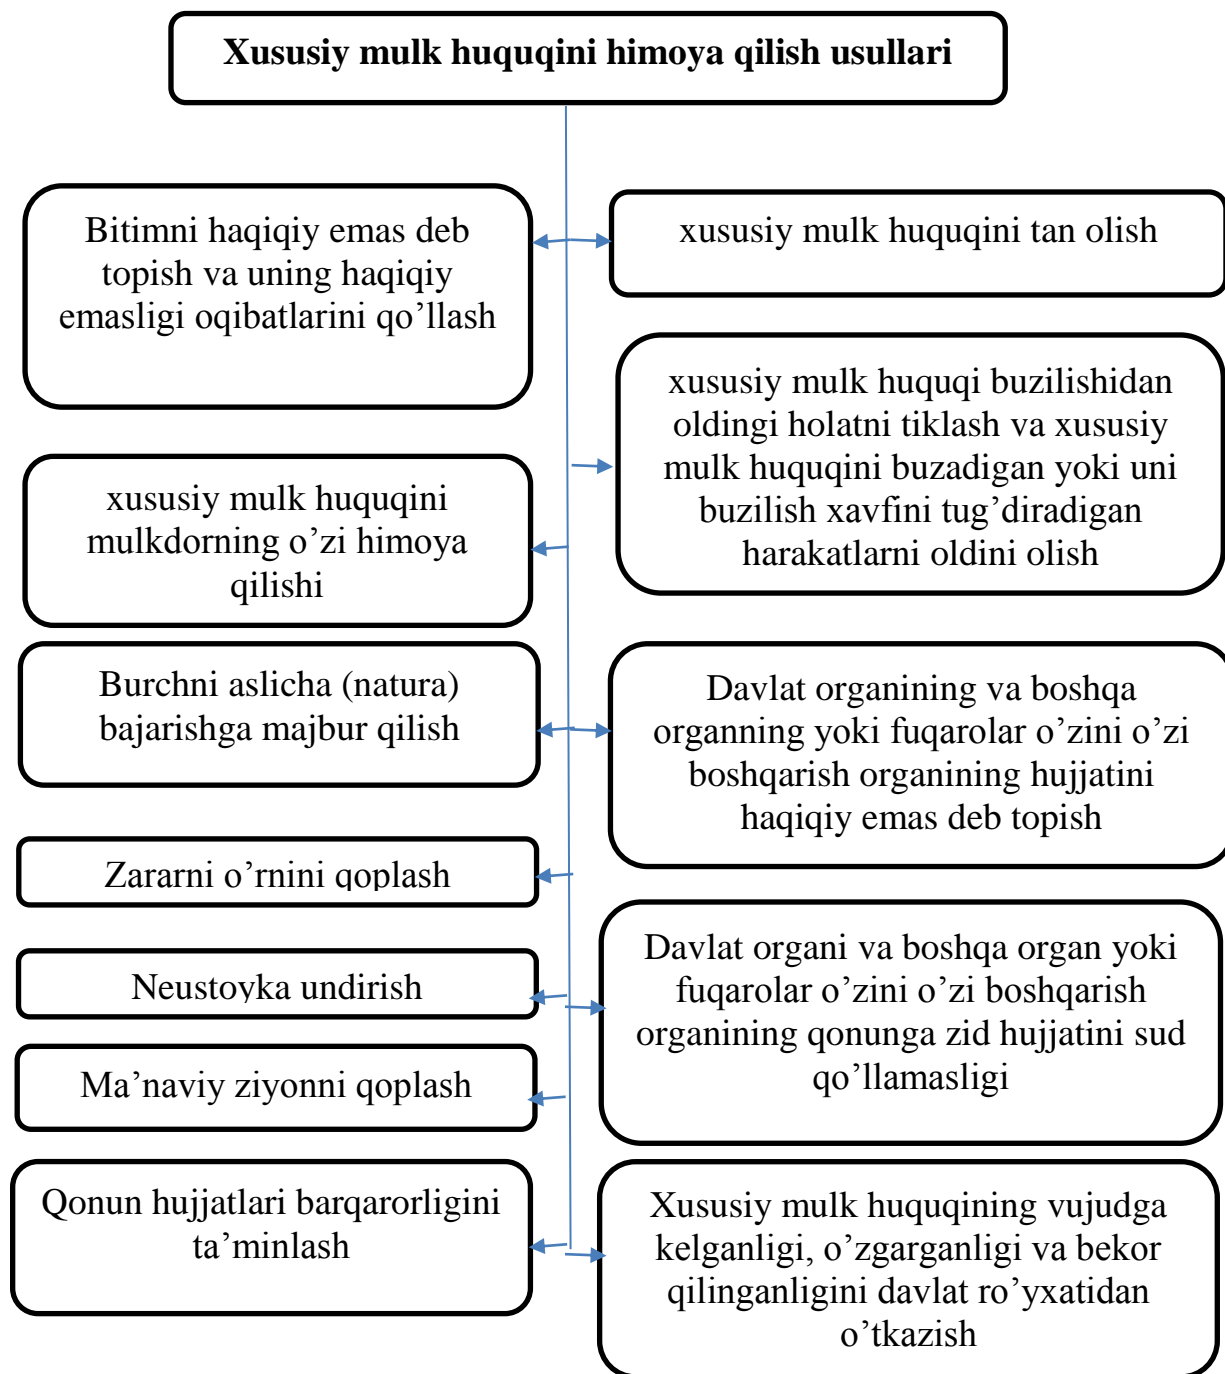 Xususiy mulk huquqini himoya qilish usullari
Bitimni haqiqiy emas deb
topish va uning haqiqiy
emasligi oqibatlarini qo’llash
xususiy mulk huquqini tan olish
xususiy mulk huquqi buzilishidan
oldingi holatni tiklash va xususiy
mulk huquqini buzadigan yoki uni
buzilish xavfini tug’diradigan
harakatlarni oldini olish
xususiy mulk huquqini
mulkdorning o’zi himoya
qilishi
Burchni aslicha (natura)
bajarishga majbur qilish
Davlat organining va boshqa
organning yoki fuqarolar o’zini o’zi
boshqarish organining hujjatini
haqiqiy emas deb topish
Zararni o’rnini qoplash
Neustoyka undirish
Davlat organi va boshqa organ yoki
fuqarolar o’zini o’zi boshqarish
organining qonunga zid hujjatini sud
qo’llamasligi
Ma’naviy ziyonni qoplash
Qonun hujjatlari barqarorligini
ta’minlash
Xususiy mulk huquqining vujudga
kelganligi, o’zgarganligi va bekor
qilinganligini davlat ro’yxatidan
o’tkazish